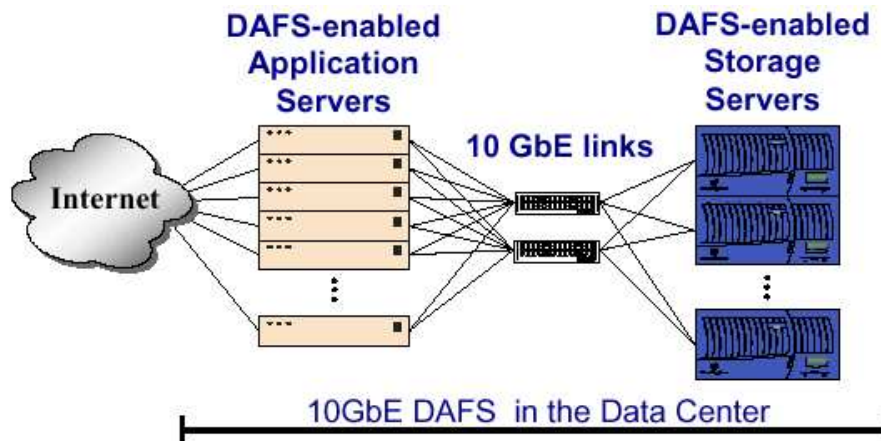 DAFS-enabled
Application
Servers
DAFS-enabled
Storage
Servers
10 GbE links
Internet
10GbE DAFS in the Data Center